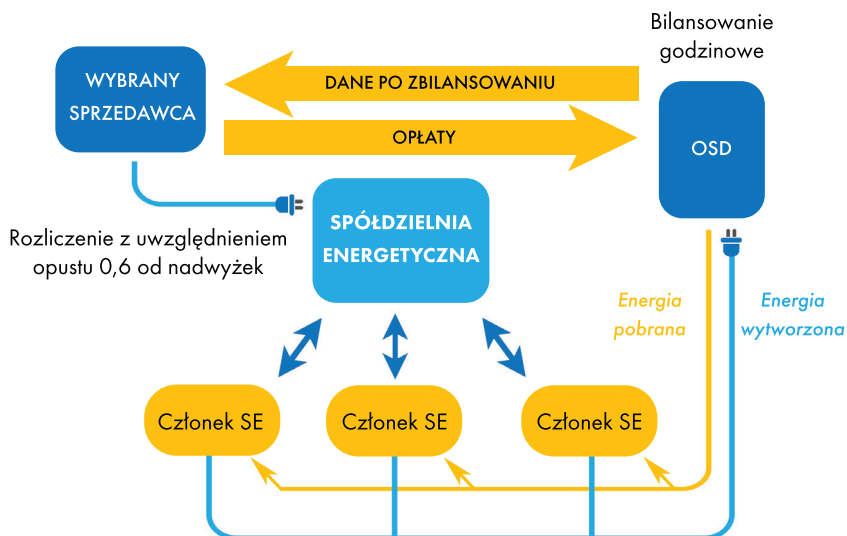 Bilansowanie
godzinowe
WYBRANY
SPRZEDAWCA
DANE PO ZBILANSOWANIU
OPŁATY
OSD
SPÓŁDZIELNIA
ENERGETYCZNA
Rozliczenie z uwzględnieniem
opustu 0,6 od nadwyżek
Energia
pobrana
Energia
wytworzona
Członek SE
Członek SE
Członek SE